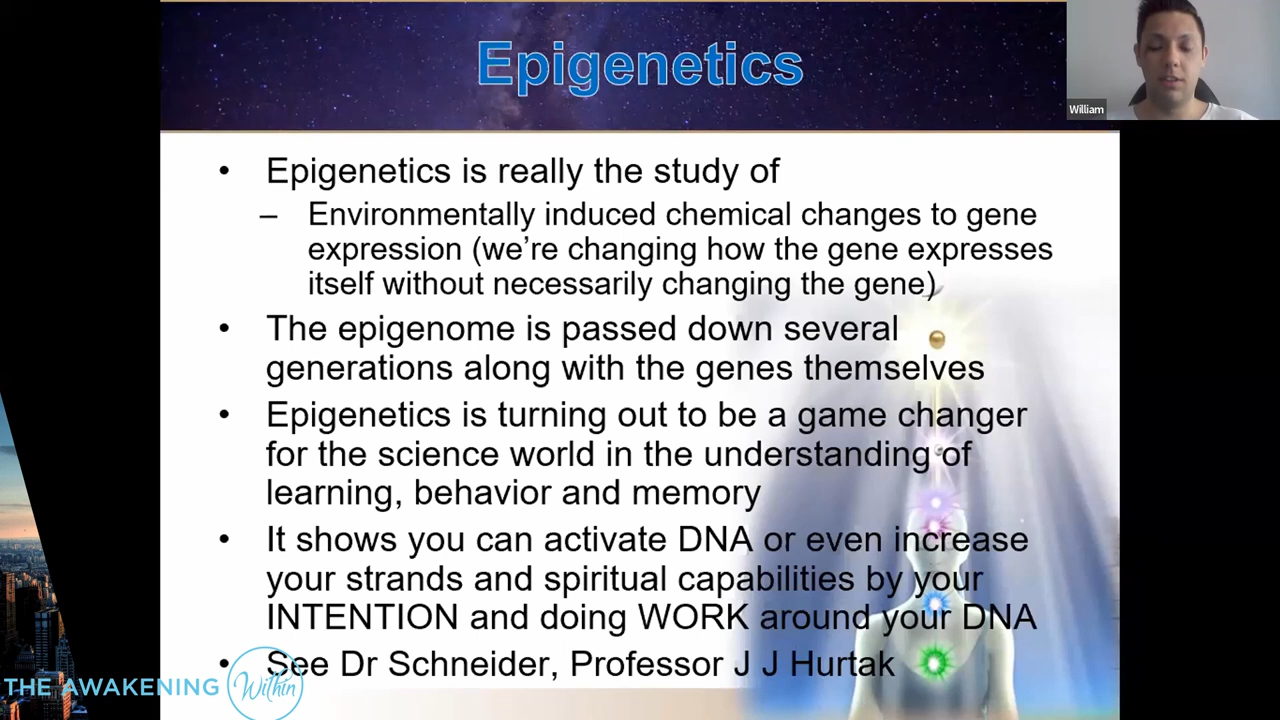 Epigenetics
William
• Epigenetics is really the study of
– Environmentally induced chemical changes to gene
expression (we're changing how the gene expresses
itself without necessarily changing the gene)
• The epigenome is passed down several
generations along with the genes themselves
• Epigenetics is turning out to be a game changer
for the science world in the understanding of
learning, behavior and memory
• It shows you can activate DNA or even increase
your strands and spiritual capabilities by your
INTENTION and doing WORK around your DNA
• See Dr Schneider, Professor J J Hurtak
THE AWAKENING Within